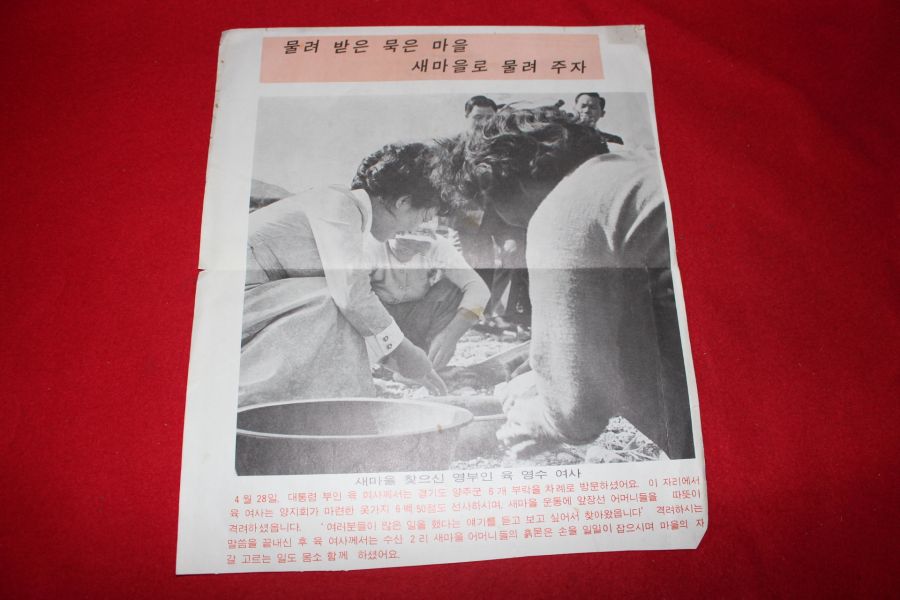 물려 받은 묵은 마을
새마을로 물려 주자
새마을 찾으신 영부인 육 영수 여사
4 월 28일, 대통령 부인 육 여사께서는 경기도 양주군 6 개 부락을 차례로 방문하셨어요. 이 자리에서
육 여사는 양지회가 마련한 옷가지 6 백 50점도 선사하시며, 새마을 운동에 앞장선 어머니들을 따뜻이
격려하셨읍니다. ‘여러분들이 많은 일을 했다는 얘기를 듣고 보고 싶어서 찾아왔읍니다’ 격려하시는
말씀을 끝내신 후 육 여사께서는 수산 2 리 새마을 어머니들의 흙묻은 손을 일일이 잡으시며 마을의 자
갈 고르는 일도 몸소 함께 하셨어요.